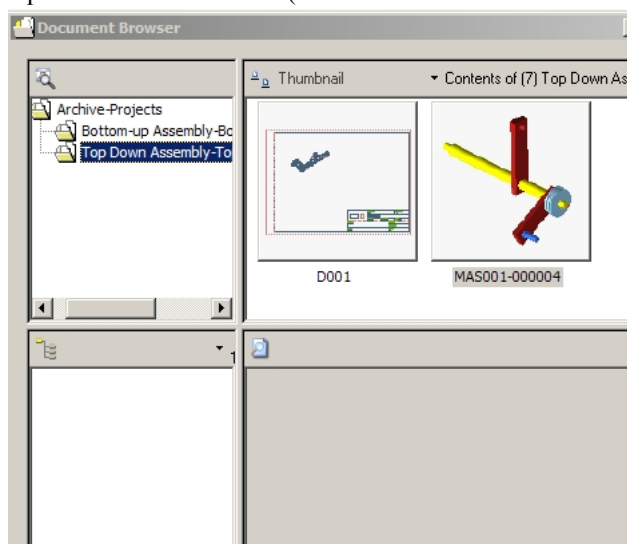 Document Browser
Thumbnail
Contents of (7) Top Down As
Archive-Projects
Bottom-up Assembly-Bo
Top Down Assembly-To
D001
MAS001-000004